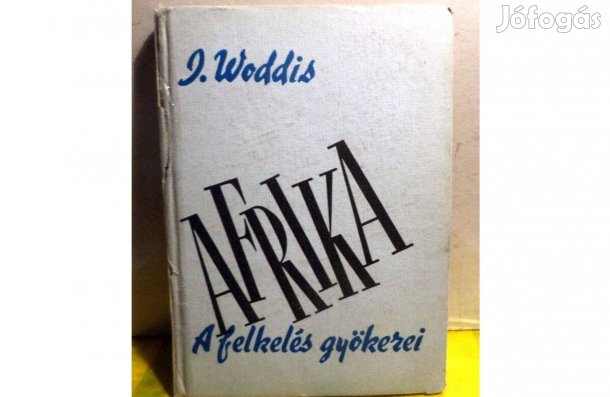 Jófogás
J. Woddis
AFRIKA
A felkelés gyökerei